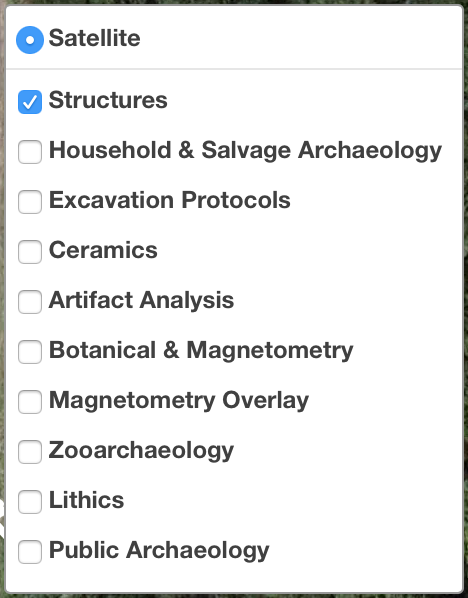 Satellite
Structures
Household & Salvage Archaeology
Excavation Protocols
Ceramics
Artifact Analysis
Botanical & Magnetometry
Magnetometry Overlay
Zooarchaeology
Lithics
Public Archaeology